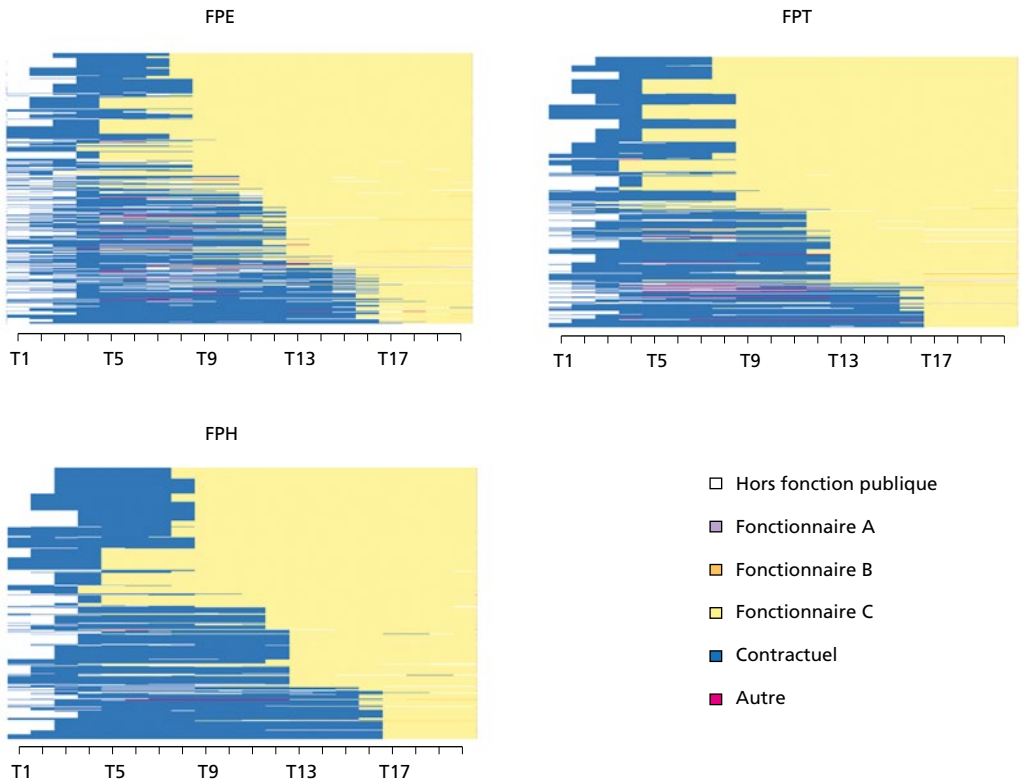 FPE
FPT
T1 T5 T9 T13 T17
T1 T5 T9 T13 T17
FPH
Hors fonction publique
Fonctionnaire A
Fonctionnaire B
Fonctionnaire C
Contractuel
Autre
T1 T5 T9 T13 T17